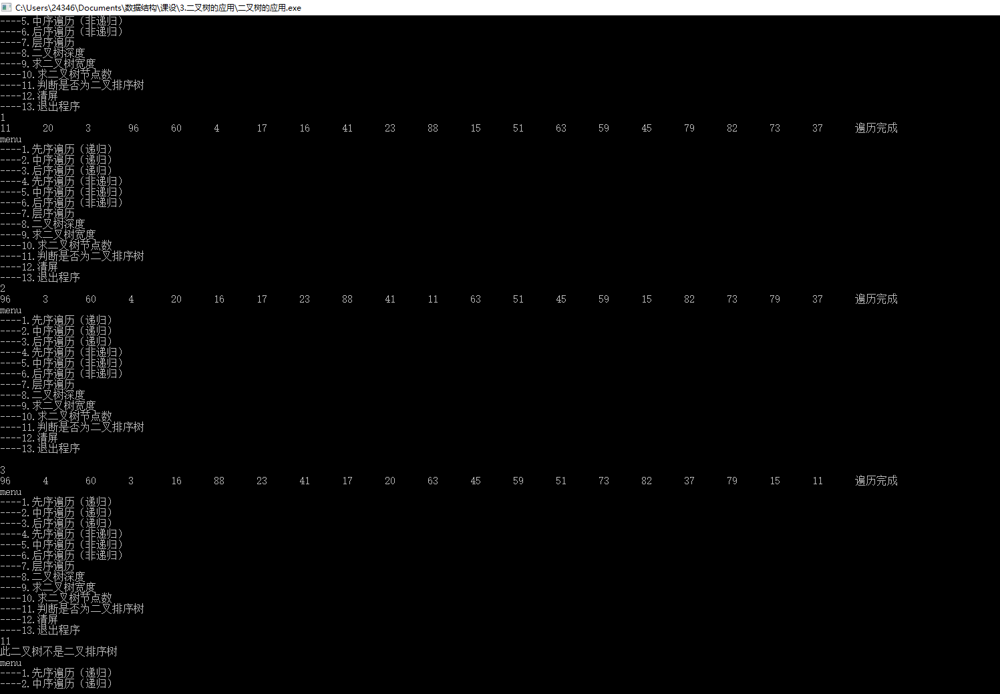 C:\Users\24346\Documents\数据结构\课设\3.二叉树的应用\二叉树的应用.exe
----5.中序遍历（非递归）
----6.后序遍历（非递归）
----7.层序遍历
----8.二叉树深度
----9.求二叉树宽度
----10.求二叉树节点数
----11.判断是否为二叉排序树
----12.清屏
----13.退出程序
1
11 20 3 96 60 4 17 16 41 23 88 15 51 63 59 45 79 82 73 37 遍历完成
menu
----1.先序遍历（递归）
----2.中序遍历（递归）
----3.后序遍历（递归）
----4.先序遍历（非递归）
----5.中序遍历（非递归）
----6.后序遍历（非递归）
----7.层序遍历
----8.二叉树深度
----9.求二叉树宽度
----10.求二叉树节点数
----11.判断是否为二叉排序树
----12.清屏
----13.退出程序
2
96 3 60 4 20 16 17 23 88 41 11 63 51 45 59 15 82 73 79 37 遍历完成
menu
----1.先序遍历（递归）
----2.中序遍历（递归）
----3.后序遍历（递归）
----4.先序遍历（非递归）
----5.中序遍历（非递归）
----6.后序遍历（非递归）
----7.层序遍历
----8.二叉树深度
----9.求二叉树宽度
----10.求二叉树节点数
----11.判断是否为二叉排序树
----12.清屏
----13.退出程序
3
96 4 60 3 16 88 23 41 17 20 63 45 59 51 73 82 37 79 15 11 遍历完成
menu
----1.先序遍历（递归）
----2.中序遍历（递归）
----3.后序遍历（递归）
----4.先序遍历（非递归）
----5.中序遍历（非递归）
----6.后序遍历（非递归）
----7.层序遍历
----8.二叉树深度
----9.求二叉树宽度
----10.求二叉树节点数
----11.判断是否为二叉排序树
----12.清屏
----13.退出程序
11
此二叉树不是二叉排序树
menu
----1.先序遍历（递归）
----2.中序遍历（递归）